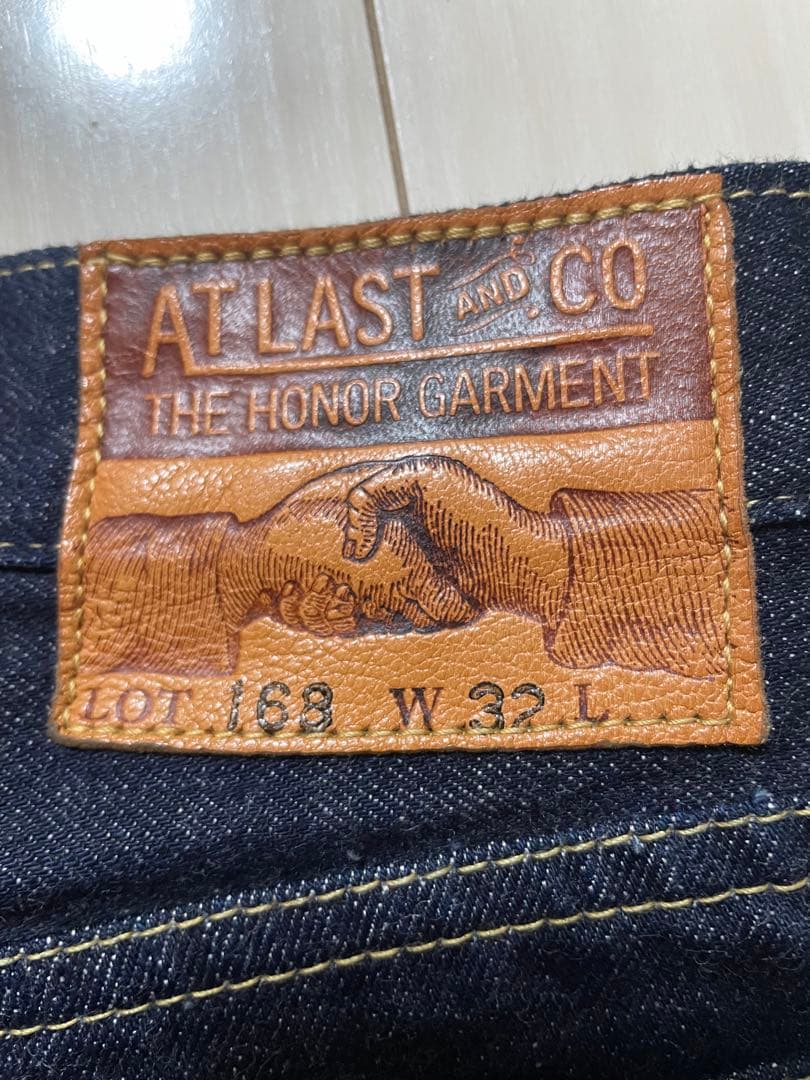 AT LAST AND CO
THE HONOR GARMENT
LOT 168 W 32 L